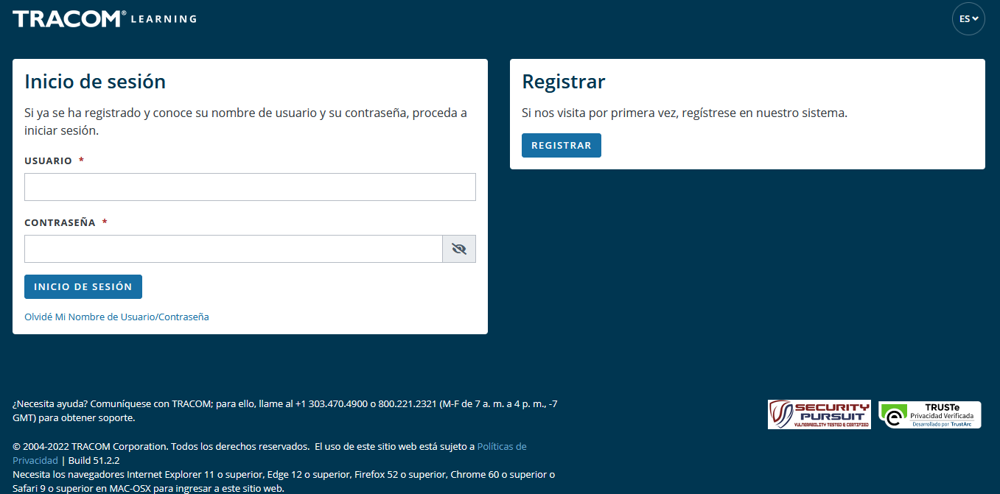 TRACOM® LEARNING
ES
Inicio de sesión
Si ya se ha registrado y conoce su nombre de usuario y su contraseña, proceda a
iniciar sesión.
USUARIO *
CONTRASEÑA *
INICIO DE SESIÓN
Olvidé Mi Nombre de Usuario/Contraseña
Registrar
Si nos visita por primera vez, regístrese en nuestro sistema.
REGISTRAR
¿Necesita ayuda? Comuníquese con TRACOM; para ello, llame al +1 303.470.4900 o 800.221.2321 (M-F de 7 a. m. a 4 p. m., -7
GMT) para obtener soporte.
© 2004-2022 TRACOM Corporation. Todos los derechos reservados. El uso de este sitio web está sujeto a Políticas de
Privacidad | Build 51.2.2
Necesita los navegadores Internet Explorer 11 o superior, Edge 12 o superior, Firefox 52 o superior, Chrome 60 o superior o
Safari 9 o superior en MAC-OSX para ingresar a este sitio web.
SECURITY
PURSUIT
VULNERABILITY TESTED & CERTIFIED
TRUSTe
Privacidad Verificada
Desarrollado por TrustArc